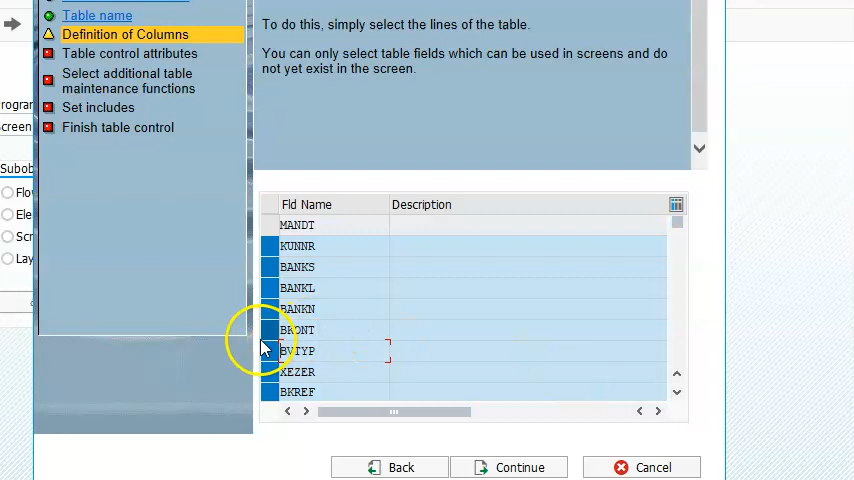 Table name
Definition of Columns
Table control attributes
Select additional table
maintenance functions
Set includes
Finish table control
To do this, simply select the lines of the table.
You can only select table fields which can be used in screens and do
not yet exist in the screen.
Progra
Screen
Subob
Flo
Ele
Scr
Lay
Fld Name Description
MANDT
KUNNR
BANKS
BANKL
BANKN
BKONT
BVTYP
XEZER
BKREF
Back
Continue
Cancel